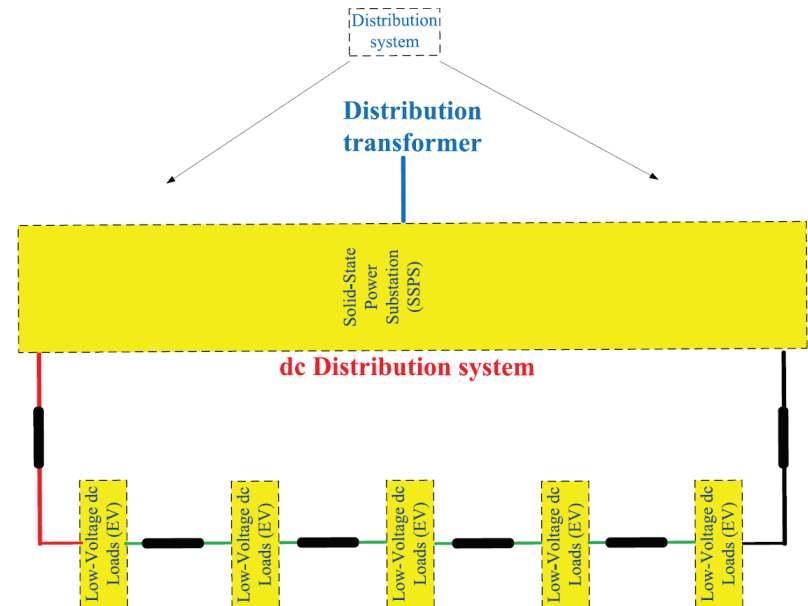 Distribution
system
Distribution
transformer
Solid-State
Power
Substation
(SSPS)
dc Distribution system
Low-Voltage dc
Loads (EV)
Low-Voltage dc
Loads (EV)
Low-Voltage dc
Loads (EV)
Low-Voltage dc
Loads (EV)
Low-Voltage dc
Loads (EV)